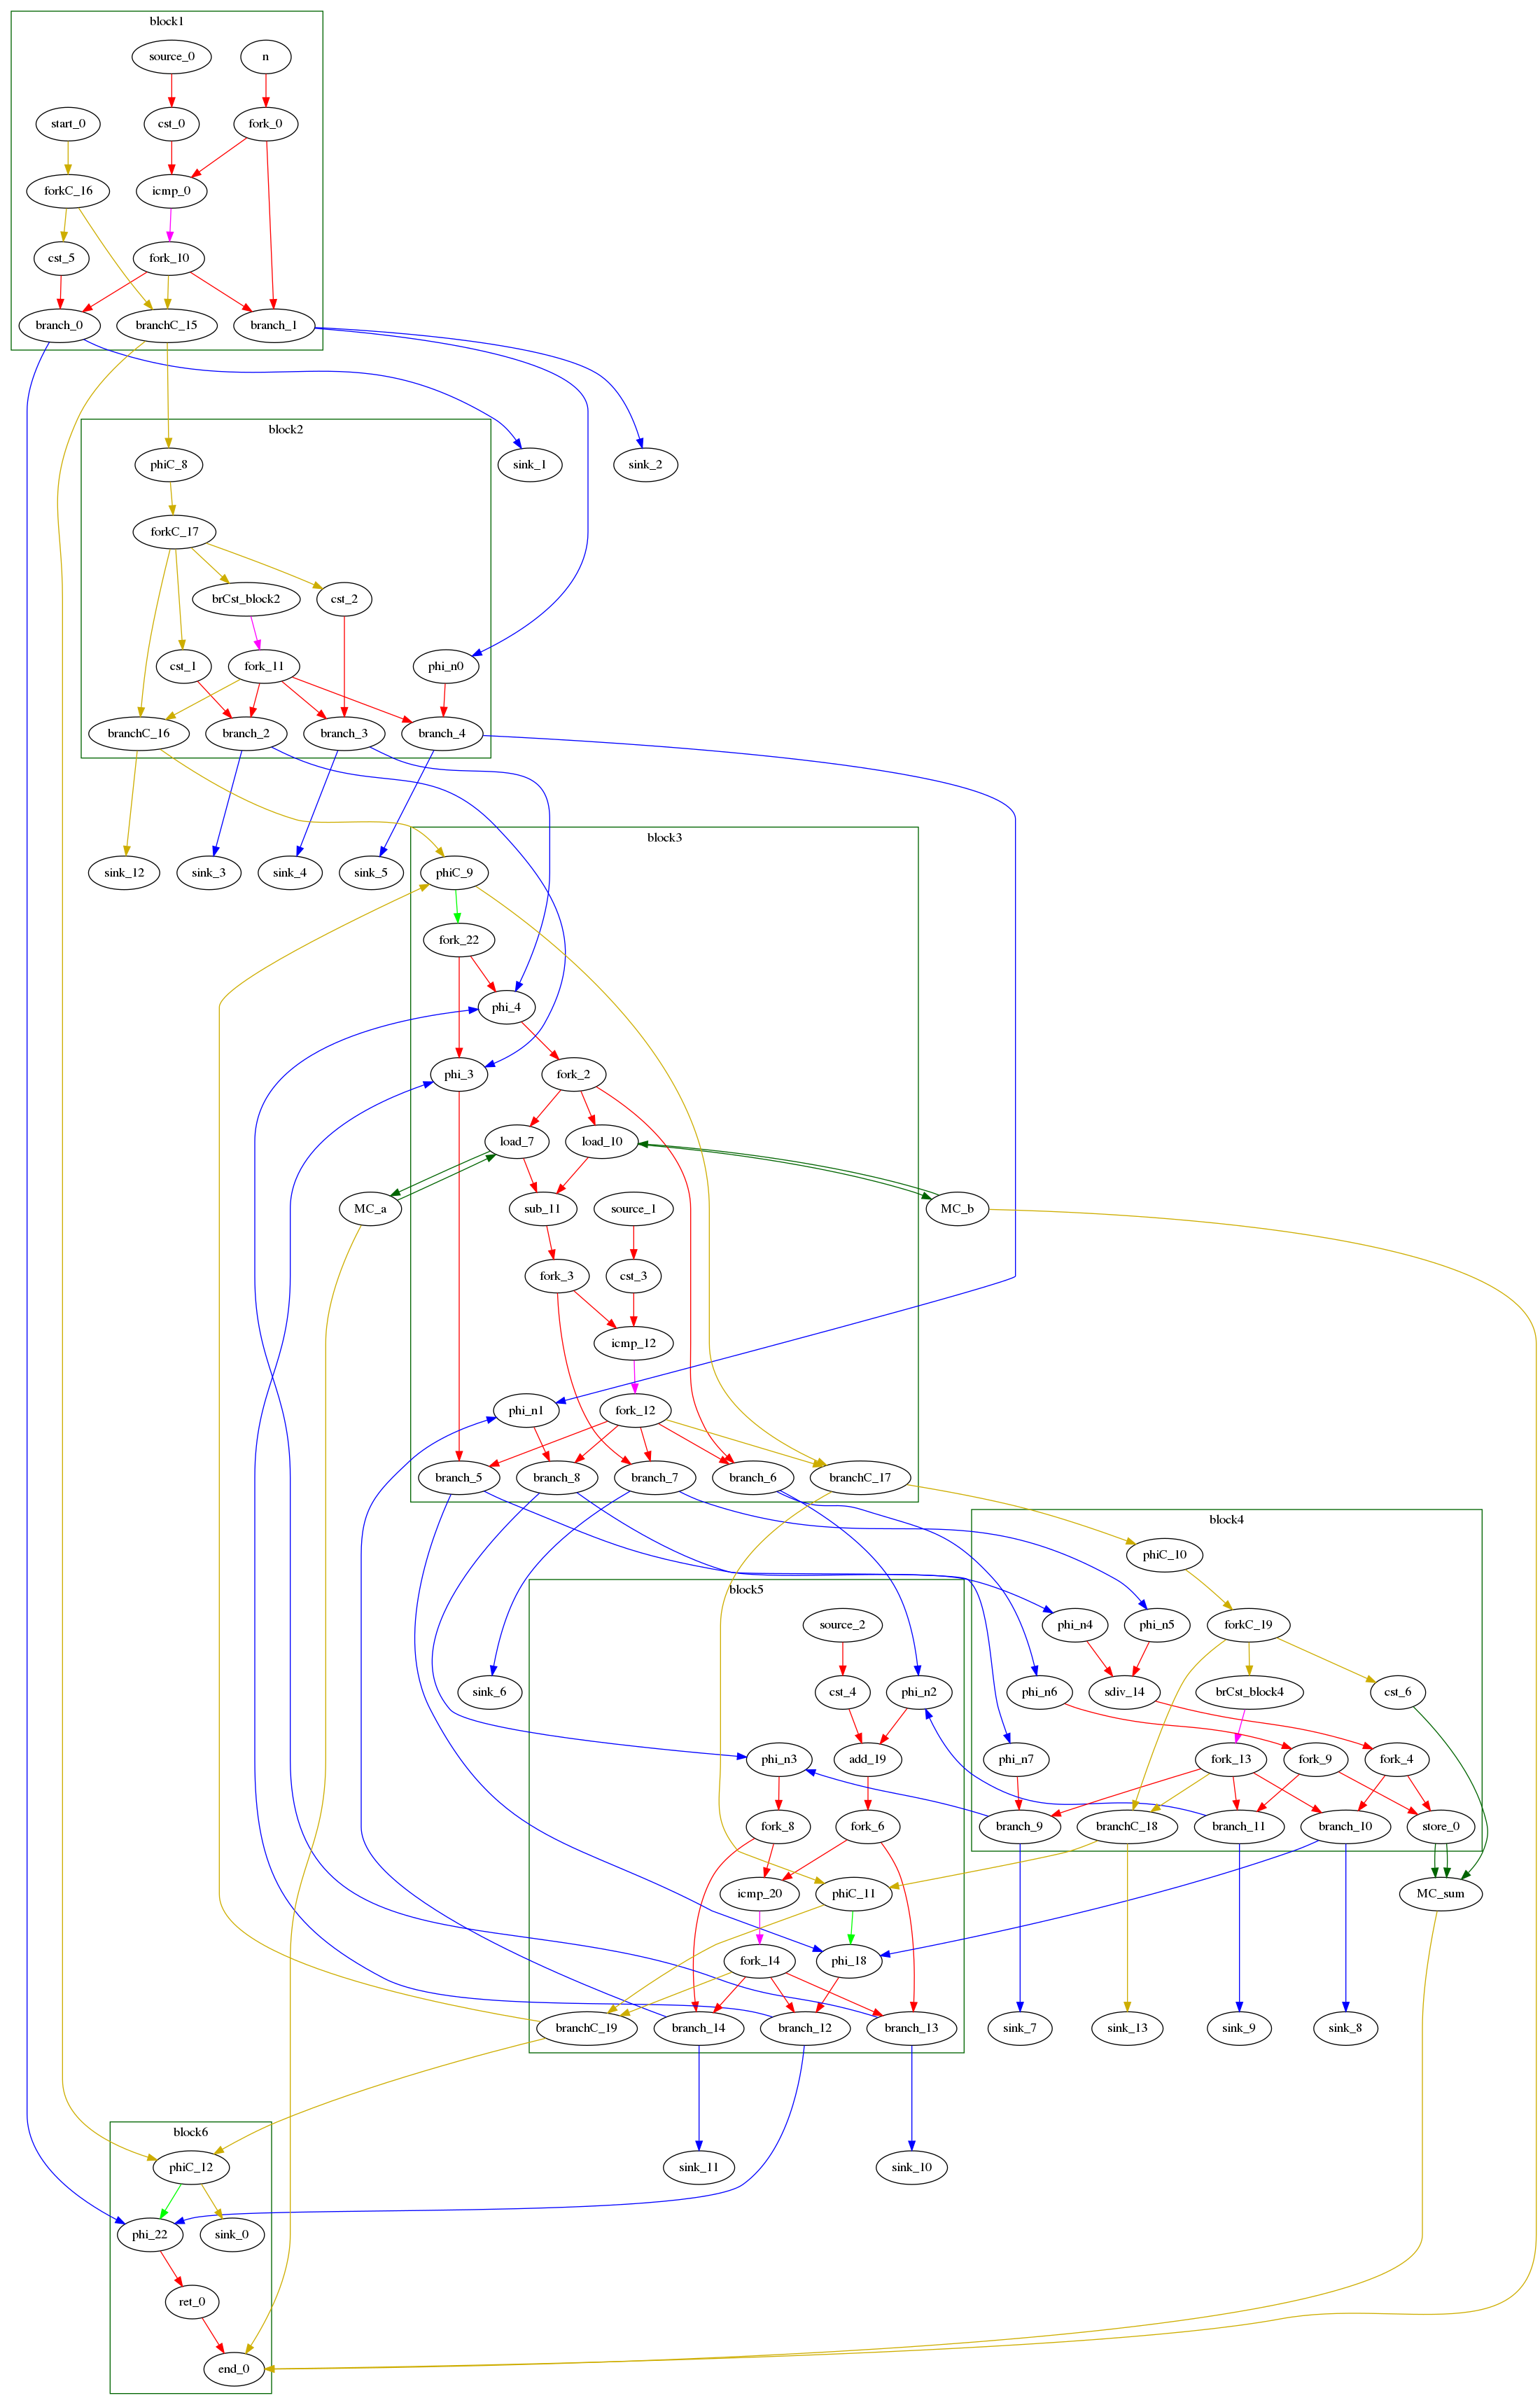 block1
source_0
n
start_0
cst_0
fork_0
forkC_16
icmp_0
cst_5
fork_10
branch_0
branchC_15
branch_1
block2
phiC_8
sink_1
sink_2
forkC_17
brCst_block2
cst_2
cst_1
fork_11
phi_n0
branchC_16
branch_2
branch_3
branch_4
block3
sink_12
sink_3
sink_4
sink_5
phiC_9
fork_22
phi_4
phi_3
fork_2
load_7
load_10
MC_a
sub_11
source_1
MC_b
fork_3
cst_3
icmp_12
phi_n1
fork_12
branch_5
branch_8
branch_7
branch_6
branchC_17
block4
phiC_10
block5
source_2
phi_n4
phi_n5
forkC_19
sink_6
cst_4
phi_n2
phi_n6
sdiv_14
brCst_block4
cst_6
phi_n3
add_19
phi_n7
fork_13
fork_9
fork_4
fork_8
fork_6
branch_9
branchC_18
branch_11
branch_10
store_0
icmp_20
phiC_11
MC_sum
fork_14
phi_18
branchC_19
branch_14
branch_12
branch_13
sink_7
sink_13
sink_9
sink_8
block6
phiC_12
sink_11
sink_10
phi_22
sink_0
ret_0
end_0